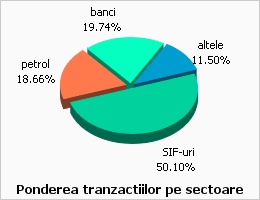 banci
19.74%
altele
11.50%
petrol
18.66%
SIF-uri
50.10%
Ponderea tranzactiilor pe sectoare